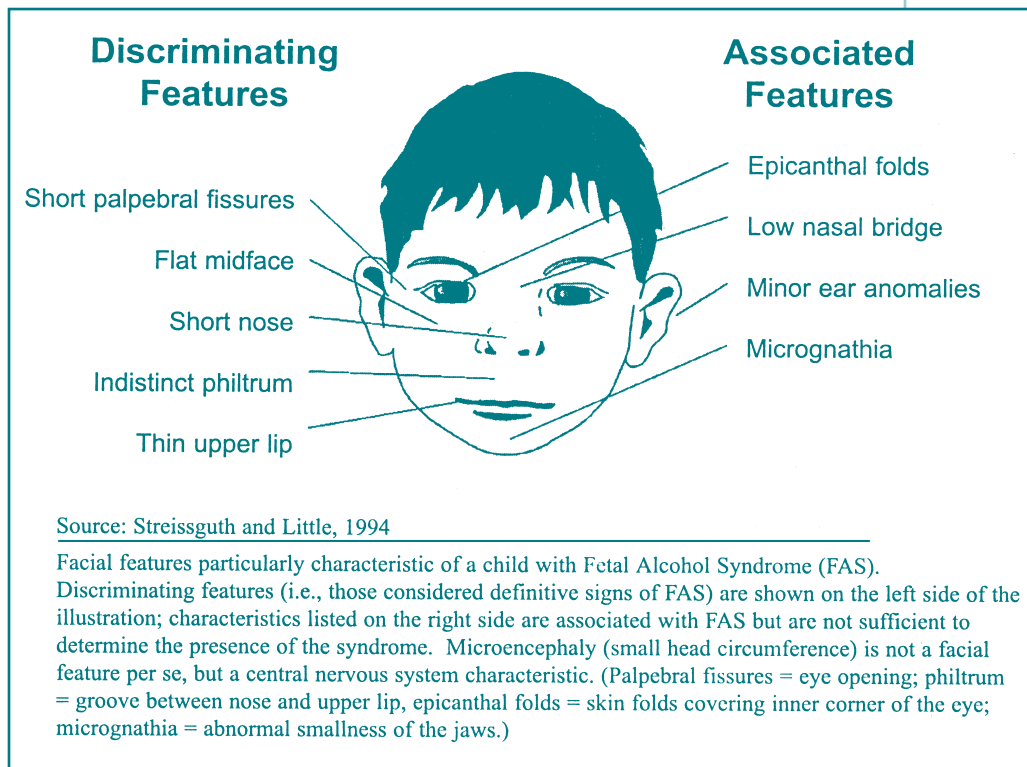 Discriminating
Features
Associated
Features
Short palpebral fissures
Flat midface
Short nose
Indistinct philtrum
Thin upper lip
Epicanthal folds
Low nasal bridge
Minor ear anomalies
Micrognathia
Source: Streissguth and Little, 1994
Facial features particularly characteristic of a child with Fetal Alcohol Syndrome (FAS).
Discriminating features (i.e., those considered definitive signs of FAS) are shown on the left side of the
illustration; characteristics listed on the right side are associated with FAS but are not sufficient to
determine the presence of the syndrome. Microencephaly (small head circumference) is not a facial
feature per se, but a central nervous system characteristic. (Palpebral fissures = eye opening; philtrum
= groove between nose and upper lip, epicanthal folds = skin folds covering inner corner of the eye;
micrognathia = abnormal smallness of the jaws.)